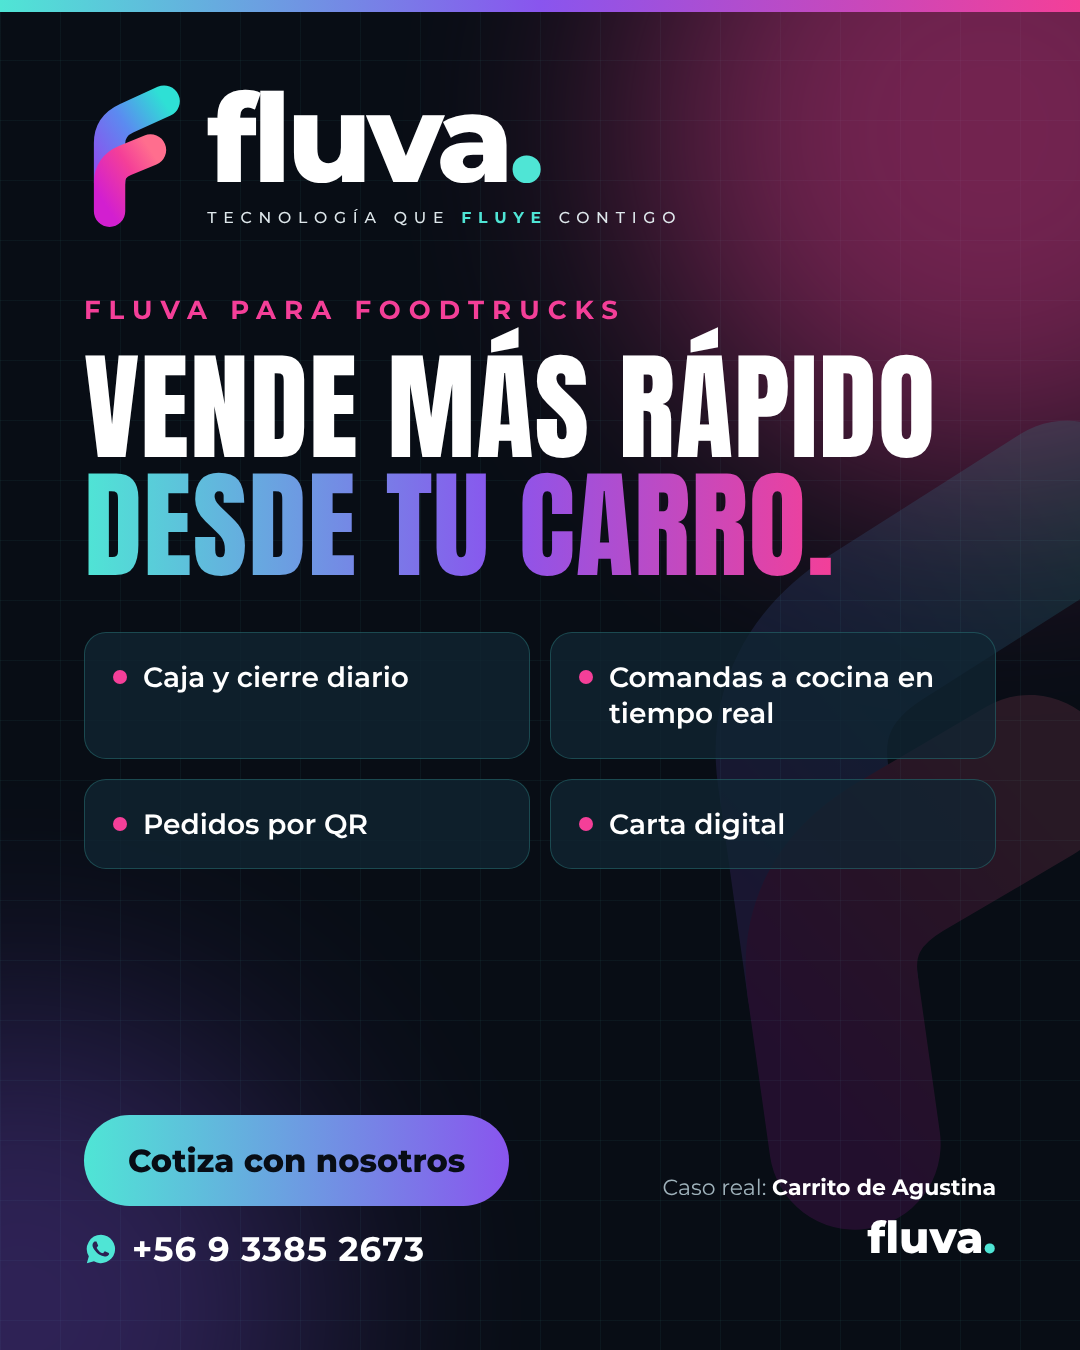 fluva.
TECNOLOGÍA QUE FLUYE CONTIGO
FLUVA PARA FOODTRUCKS
VENDE MÁS RÁPIDO
DESDE TU CARRO.
Caja y cierre diario
Comandas a cocina en
tiempo real
Pedidos por QR
Carta digital
Cotiza con nosotros
+56 9 3385 2673
Caso real: Carrito de Agustina
fluva.